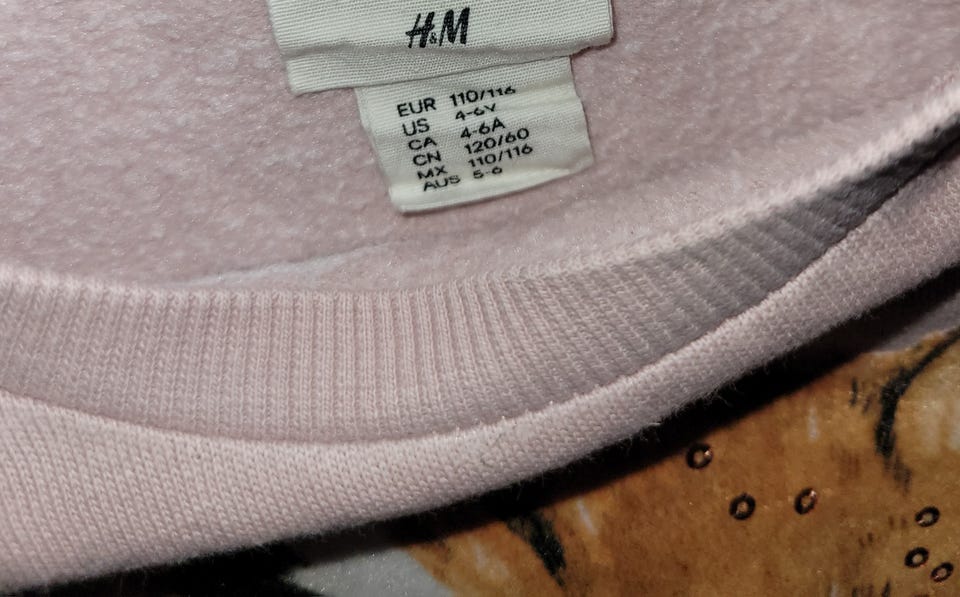 H&M
EUR 110/116
US 4-6Y
CA 4-6A
CN 120/60
MX 110/116
AUS 5-6